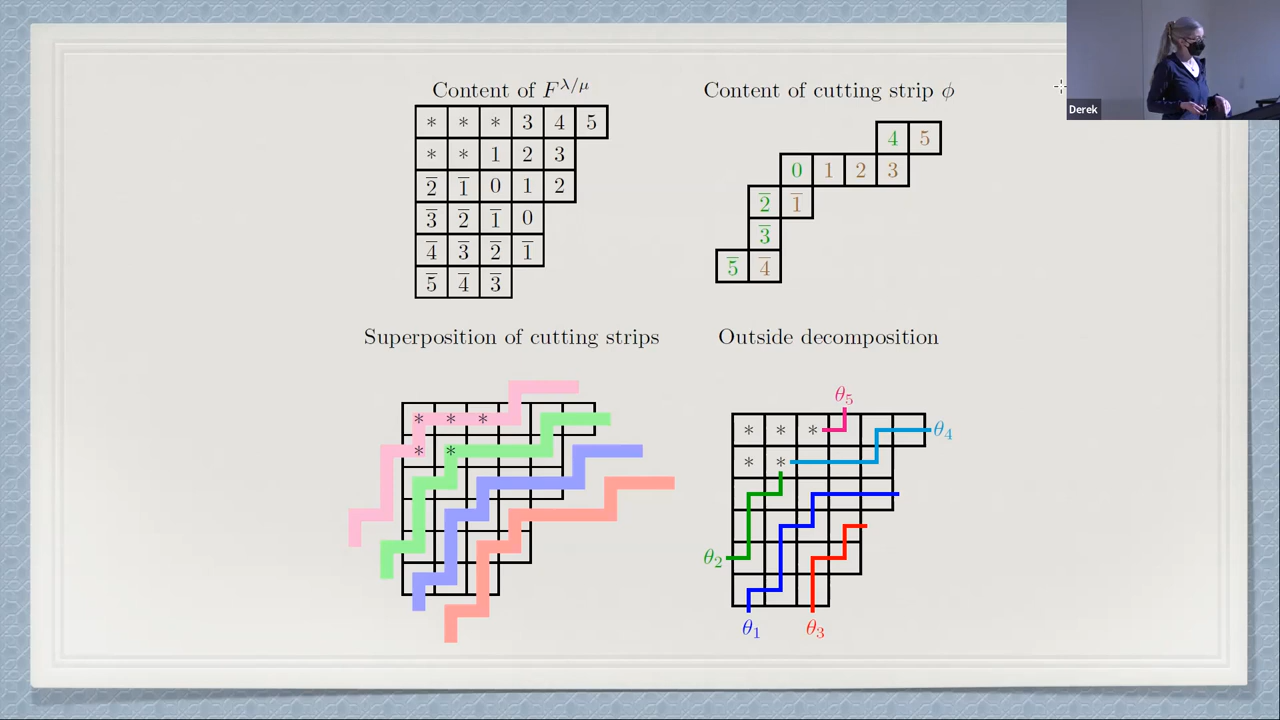 Content of F^{λ/μ}
* * * 3 4 5
* * 1 2 3
2̅ 1̅ 0 1 2
3̅ 2̅ 1̅ 0
4̅ 3̅ 2̅ 1̅
5̅ 4̅ 3̅
Content of cutting strip ϕ
4 5
0 1 2 3
2̅ 1̅
3̅
5̅ 4̅
Superposition of cutting strips
* * *
* *
Outside decomposition
θ₅
* * *
θ₄
* *
θ₂
θ₁ θ₃
Derek